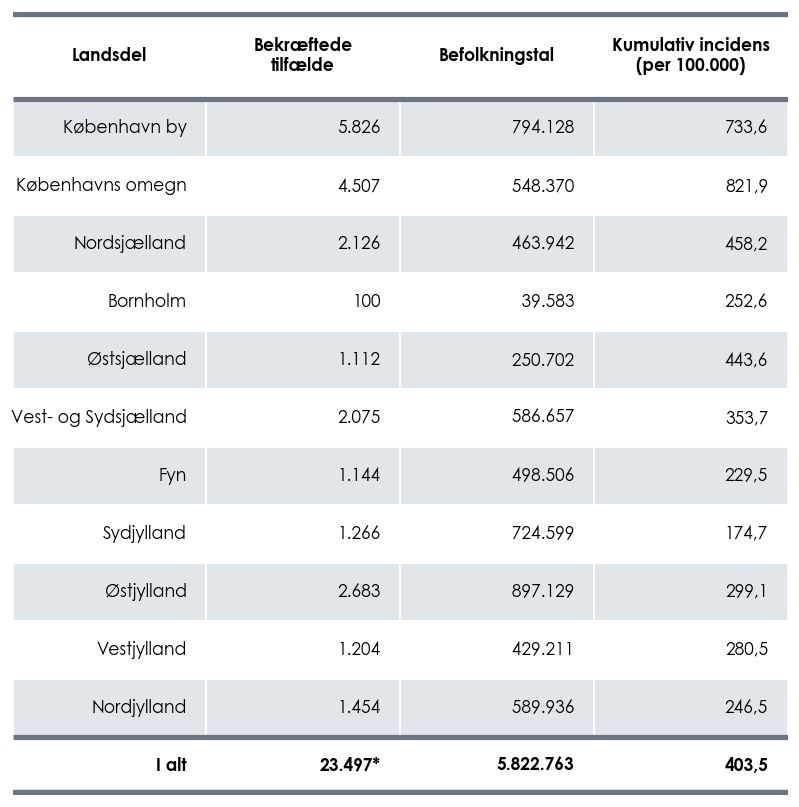 Landsdel Bekræftede tilfælde Befolkningstal Kumulativ incidens (per 100.000)
København by 5.826 794.128 733,6
Københavns omegn 4.507 548.370 821,9
Nordsjælland 2.126 463.942 458,2
Bornholm 100 39.583 252,6
Østsjælland 1.112 250.702 443,6
Vest- og Sydsjælland 2.075 586.657 353,7
Fyn 1.144 498.506 229,5
Sydjylland 1.266 724.599 174,7
Østjylland 2.683 897.129 299,1
Vestjylland 1.204 429.211 280,5
Nordjylland 1.454 589.936 246,5
I alt 23.497* 5.822.763 403,5